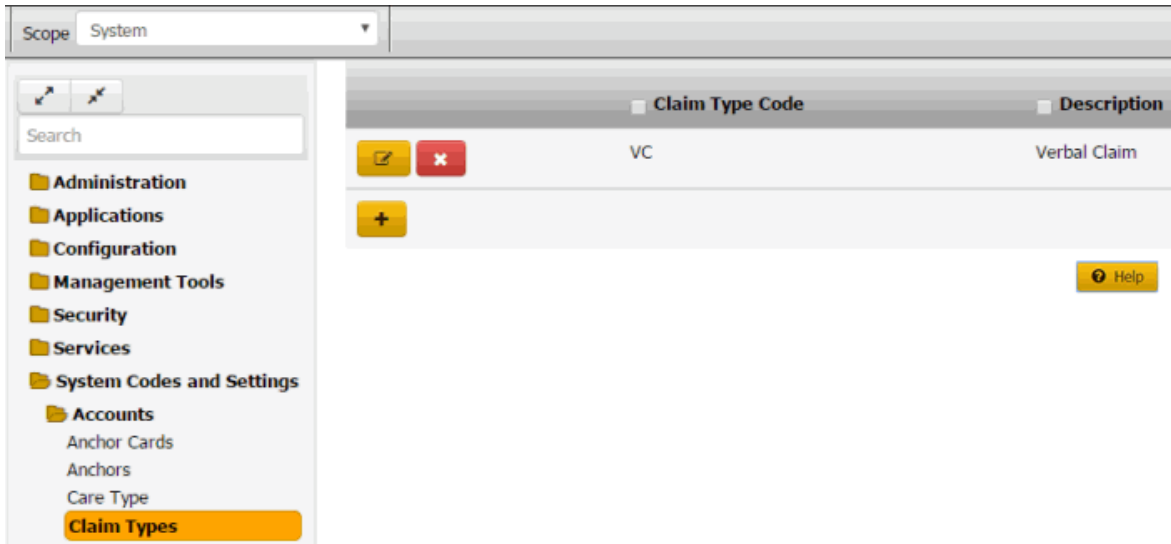 Scope System
Search
Administration
Applications
Configuration
Management Tools
Security
Services
System Codes and Settings
Accounts
Anchor Cards
Anchors
Care Type
Claim Types
Claim Type Code Description
VC Verbal Claim
Help